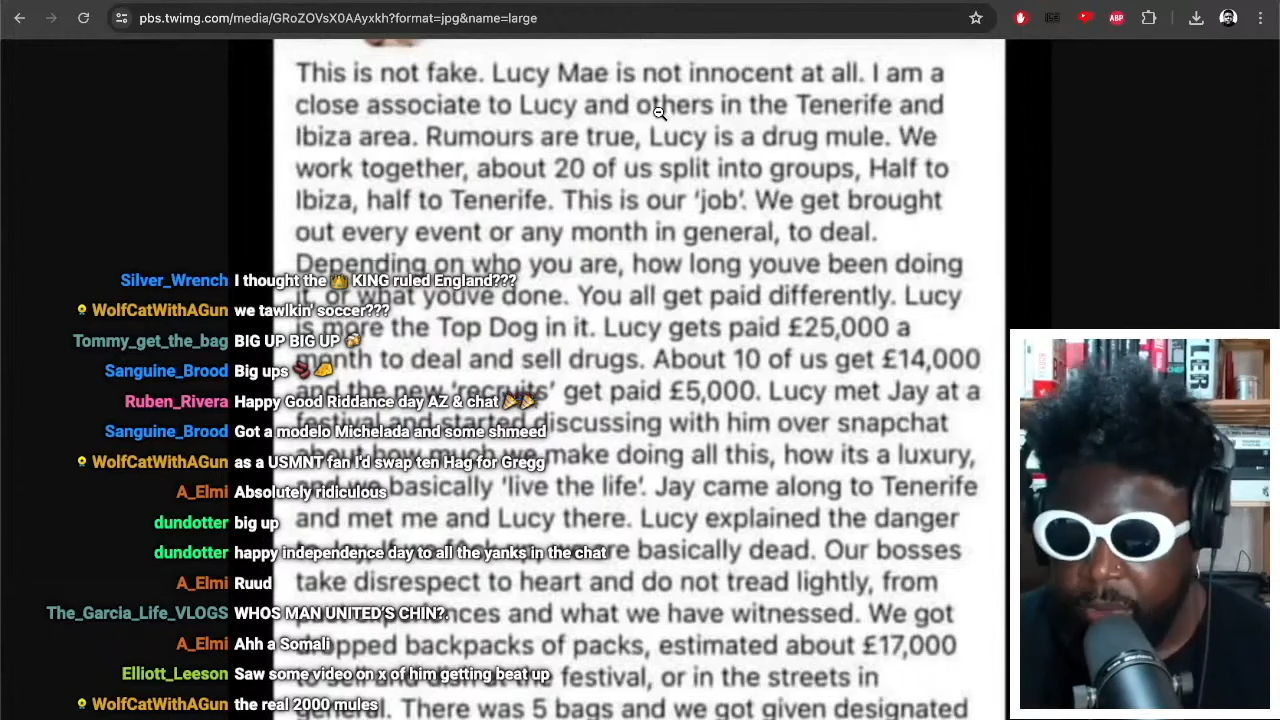 pbs.twimg.com/media/GRoZOVsX0AAyxkh?format=jpg&name=large
ABP
This is not fake. Lucy Mae is not innocent at all. I am a
close associate to Lucy and others in the Tenerife and
Ibiza area. Rumours are true, Lucy is a drug mule. We
work together, about 20 of us split into groups, Half to
Ibiza, half to Tenerife. This is our ‘job’. We get brought
out every event or any month in general, to deal.
Depending on who you are, how long youve been doing
or what youve done. You all get paid differently. Lucy
is more the Top Dog in it. Lucy gets paid £25,000 a
month to deal and sell drugs. About 10 of us get £14,000
and the new ‘recruits’ get paid £5,000. Lucy met Jay at a
discussing with him over snapchat
make doing all this, how its a luxury,
basically ‘live the life’. Jay came along to Tenerife
and met me and Lucy there. Lucy explained the danger
basically dead. Our bosses
take disrespect to heart and do not tread lightly, from
and what we have witnessed. We got
backpacks of packs, estimated about £17,000
festival, or in the streets in
There was 5 bags and we got given designated
Silver_Wrench I thought the 👑 KING ruled England???
WolfCatWithAGun we tawlkin' soccer???
Tommy_get_the_bag BIG UP BIG UP 🍻
Sanguine_Brood Big ups
Ruben_Rivera Happy Good Riddance day AZ & chat 🎉🎉
Sanguine_Brood Got a modelo Michelada and some shmeed
WolfCatWithAGun as a USMNT fan I'd swap ten Hag for Gregg
A_Elmi Absolutely ridiculous
dundotter big up
dundotter happy independence day to all the yanks in the chat
A_Elmi Ruud
The_Garcia_Life_VLOGS WHOS MAN UNITED'S CHIN?.
A_Elmi Ahh a Somali
Elliott_Leeson Saw some video on x of him getting beat up
WolfCatWithAGun the real 2000 mules